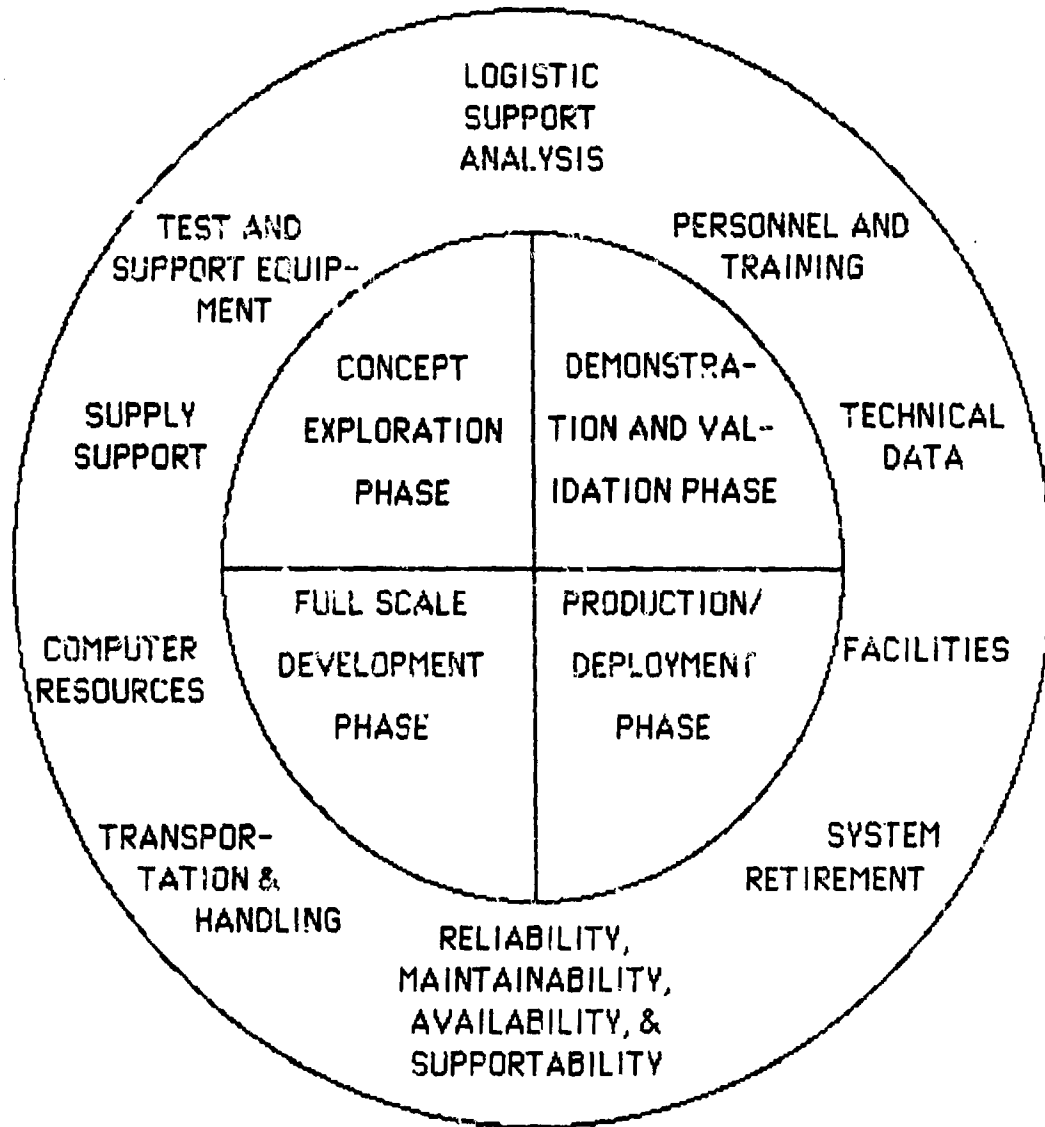 LOGISTIC
SUPPORT
ANALYSIS
PERSONNEL AND
TRAINING
TECHNICAL
DATA
FACILITIES
SYSTEM
RETIREMENT
RELIABILITY,
MAINTAINABILITY,
AVAILABILITY, &
SUPPORTABILITY
TRANSPOR-
TATION &
HANDLING
COMPUTER
RESOURCES
SUPPLY
SUPPORT
TEST AND
SUPPORT EQUIP-
MENT
CONCEPT
EXPLORATION
PHASE
DEMONSTRA-
TION AND VAL-
IDATION PHASE
FULL SCALE
DEVELOPMENT
PHASE
PRODUCTION/
DEPLOYMENT
PHASE